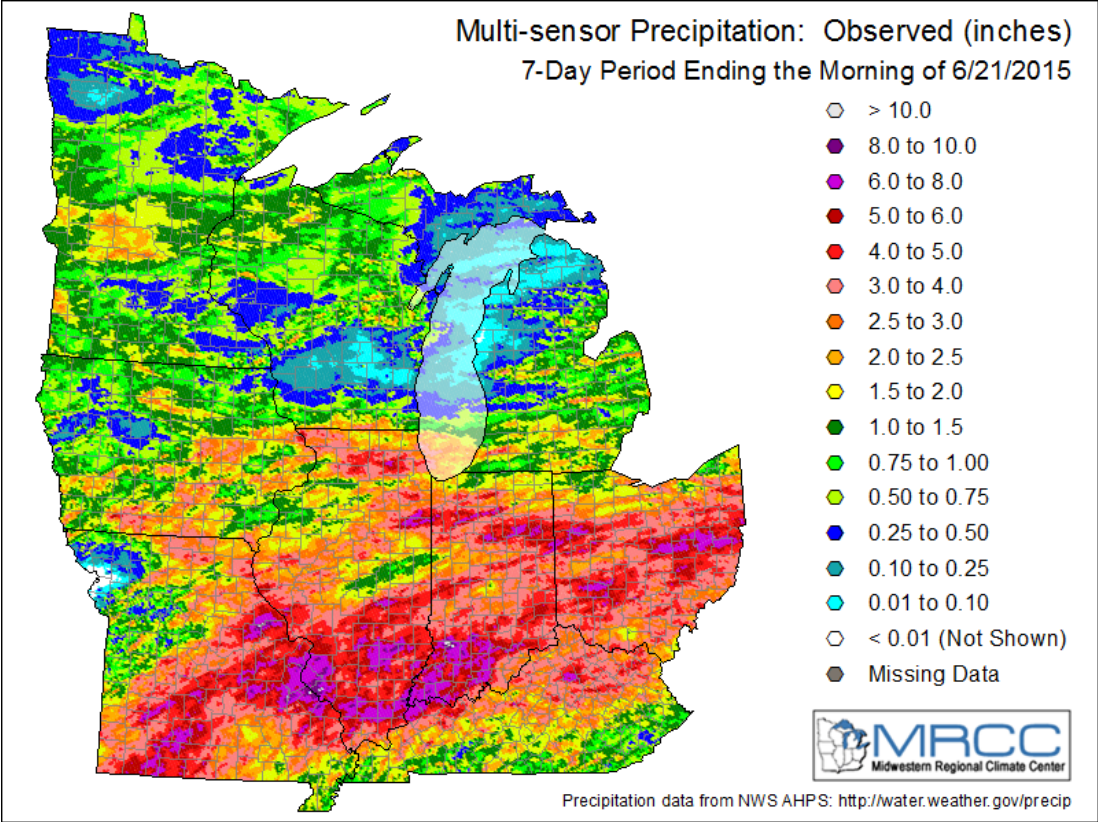 Multi-sensor Precipitation: Observed (inches)
7-Day Period Ending the Morning of 6/21/2015
> 10.0
8.0 to 10.0
6.0 to 8.0
5.0 to 6.0
4.0 to 5.0
3.0 to 4.0
2.5 to 3.0
2.0 to 2.5
1.5 to 2.0
1.0 to 1.5
0.75 to 1.00
0.50 to 0.75
0.25 to 0.50
0.10 to 0.25
0.01 to 0.10
< 0.01 (Not Shown)
Missing Data
MRCC
Midwestern Regional Climate Center
Precipitation data from NWS AHPS: http://water.weather.gov/precip